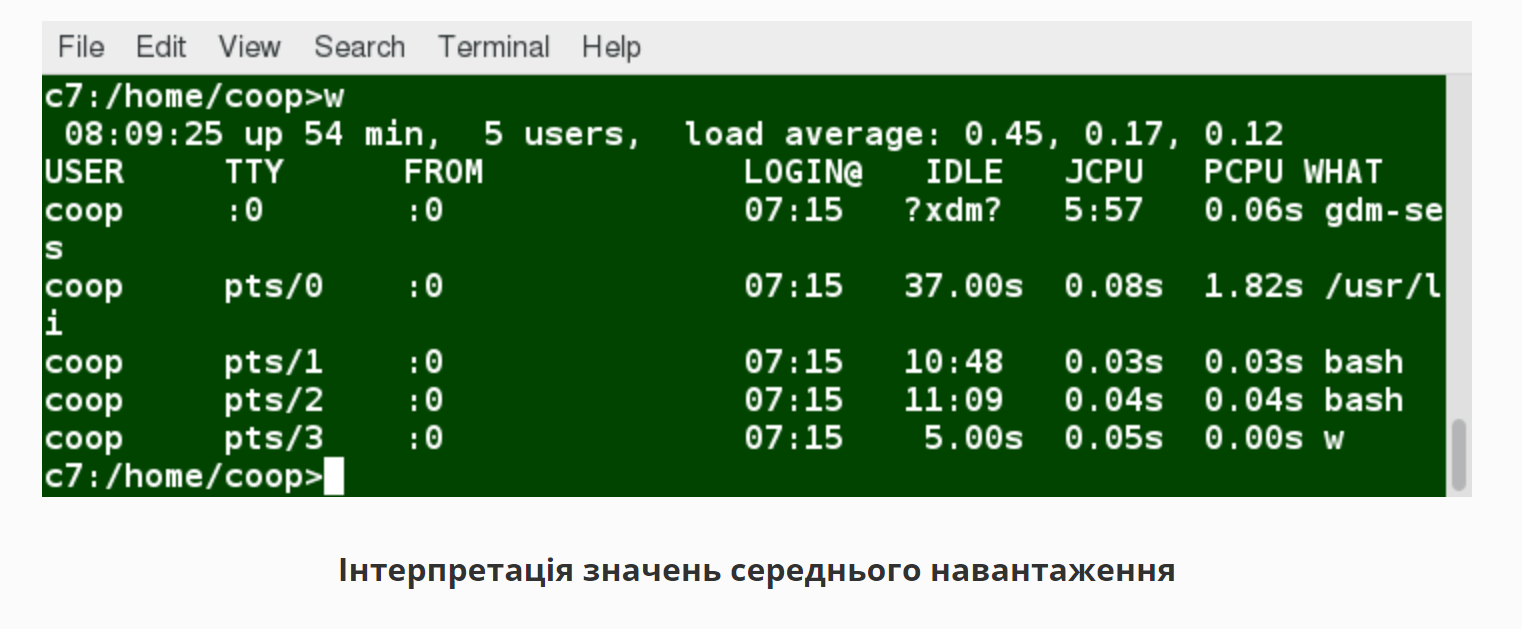 File Edit View Search Terminal Help
c7:/home/coop>w
08:09:25 up 54 min, 5 users, load average: 0.45, 0.17, 0.12
USER TTY FROM LOGIN@ IDLE JCPU PCPU WHAT
coop :0 :0 07:15 ?xdm? 5:57 0.06s gdm-se
s
coop pts/0 :0 07:15 37.00s 0.08s 1.82s /usr/l
i
coop pts/1 :0 07:15 10:48 0.03s 0.03s bash
coop pts/2 :0 07:15 11:09 0.04s 0.04s bash
coop pts/3 :0 07:15 5.00s 0.05s 0.00s w
c7:/home/coop>
Інтерпретація значень середнього навантаження